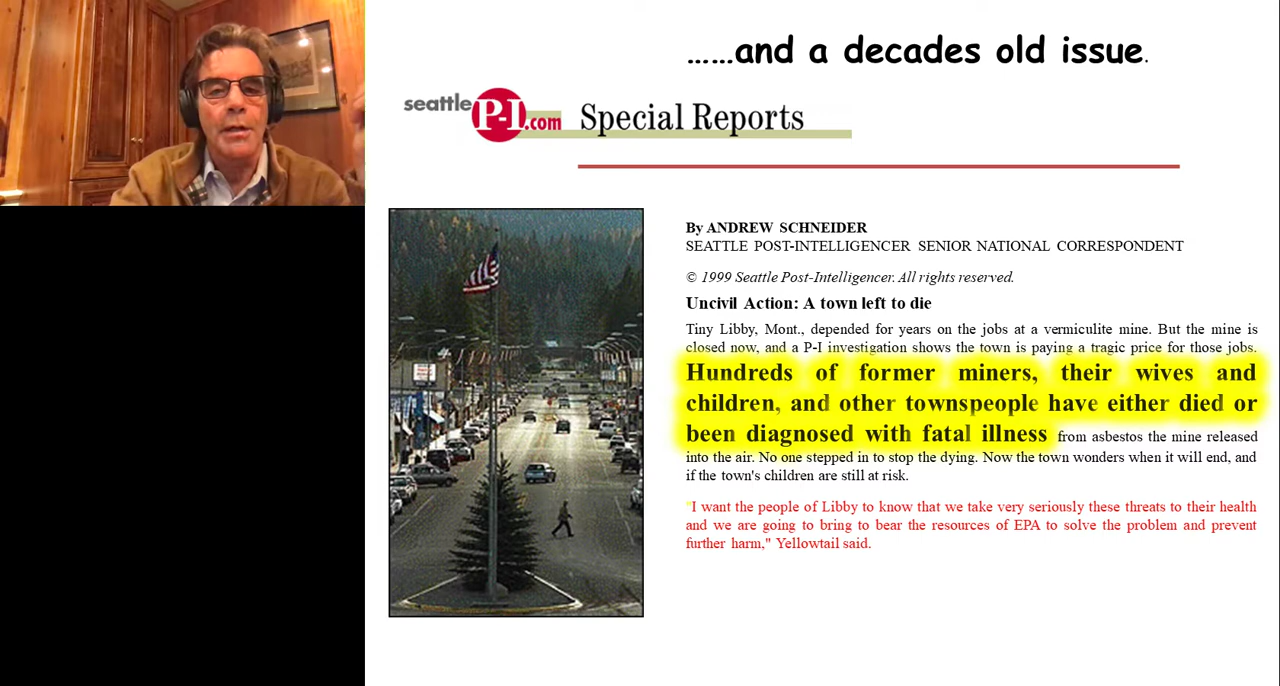 ……and a decades old issue.
seattle P-I.com Special Reports
By ANDREW SCHNEIDER
SEATTLE POST-INTELLIGENCER SENIOR NATIONAL CORRESPONDENT
© 1999 Seattle Post-Intelligencer. All rights reserved.
Uncivil Action: A town left to die
Tiny Libby, Mont., depended for years on the jobs at a vermiculite mine. But the mine is
closed now, and a P-I investigation shows the town is paying a tragic price for those jobs.
Hundreds of former miners, their wives and
children, and other townspeople have either died or
been diagnosed with fatal illness from asbestos the mine released
into the air. No one stepped in to stop the dying. Now the town wonders when it will end, and
if the town's children are still at risk.
"I want the people of Libby to know that we take very seriously these threats to their health
and we are going to bring to bear the resources of EPA to solve the problem and prevent
further harm," Yellowtail said.